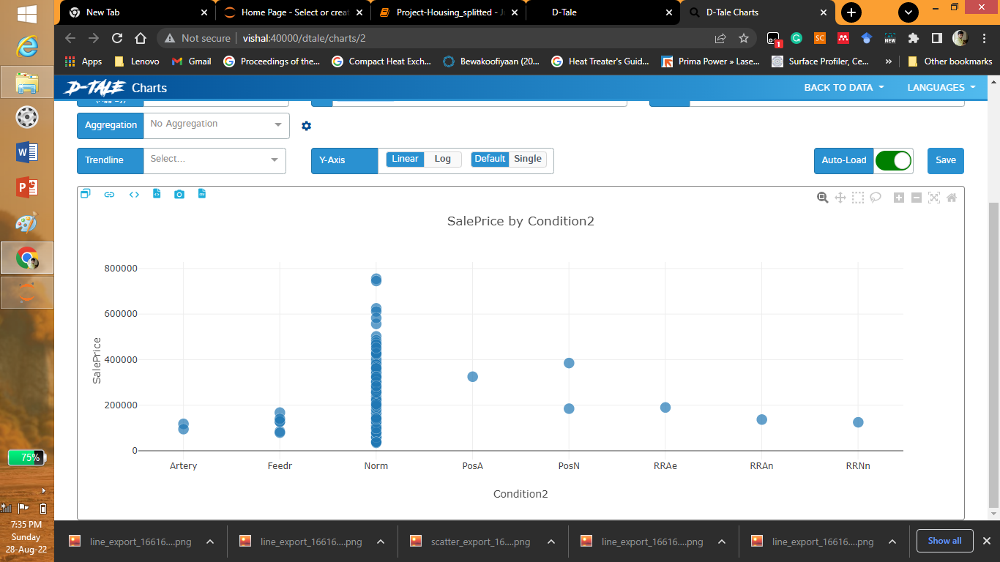 New Tab
Home Page - Select or creat
Project-Housing_splitted - J
D-Tale
D-Tale Charts
Not secure | vishal:40000/dtale/charts/2
SC
NEW
1
Apps
Lenovo
Gmail
Proceedings of the...
Compact Heat Exch...
Bewakoofiyaan (20...
Heat Treater's Guid...
Prima Power » Lase...
Surface Profiler, Ce...
»
Other bookmarks
D-TALE Charts
BACK TO DATA
LANGUAGES
Aggregation
No Aggregation
Trendline
Select...
Y-Axis
Linear
Log
Default
Single
Auto-Load
Save
SalePrice by Condition2
800000
600000
400000
200000
0
SalePrice
Artery
Feedr
Norm
PosA
PosN
RRAe
RRAn
RRNn
Condition2
75%
7:35 PM
Sunday
28-Aug-22
line_export_16616....png
line_export_16616....png
scatter_export_16....png
line_export_16616....png
line_export_16616....png
Show all